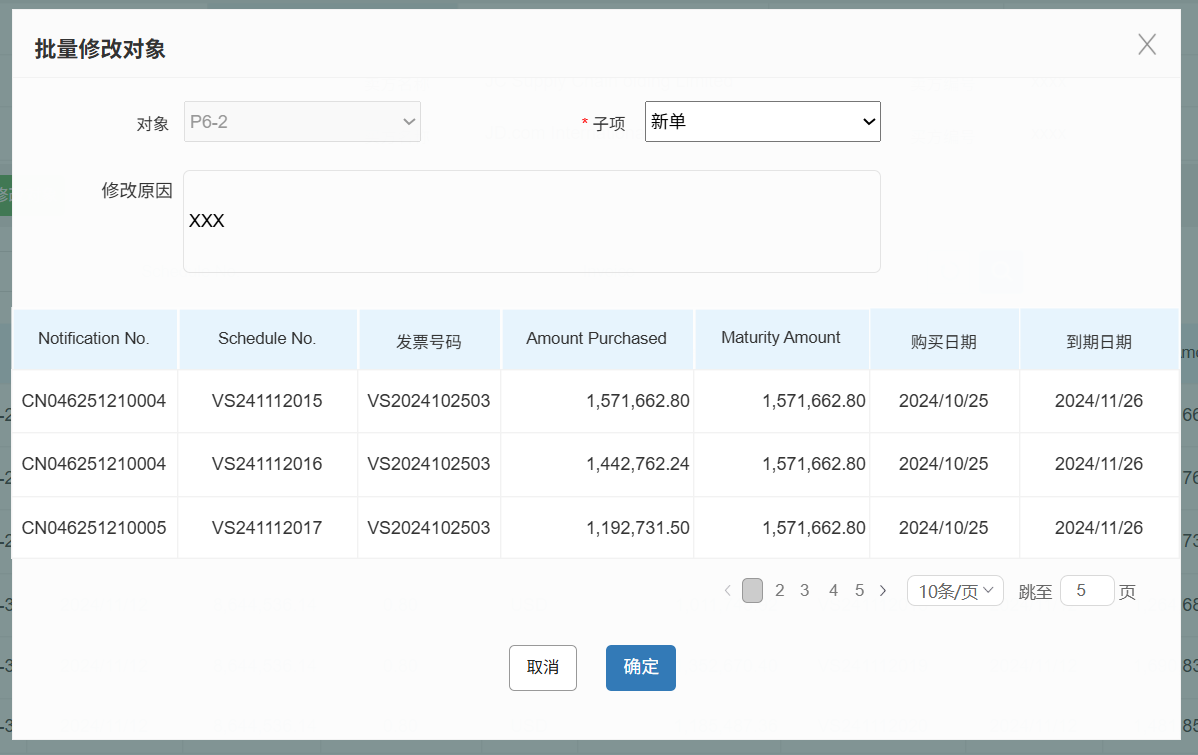 批量修改对象
对象 P6-2 * 子项 新单
修改原因
XXX
Notification No. Schedule No. 发票号码 Amount Purchased Maturity Amount 购买日期 到期日期
CN046251210004 VS241112015 VS2024102503 1,571,662.80 1,571,662.80 2024/10/25 2024/11/26
CN046251210004 VS241112016 VS2024102503 1,442,762.24 1,571,662.80 2024/10/25 2024/11/26
CN046251210005 VS241112017 VS2024102503 1,192,731.50 1,571,662.80 2024/10/25 2024/11/26
2 3 4 5 10条/页 跳至 5 页
取消 确定